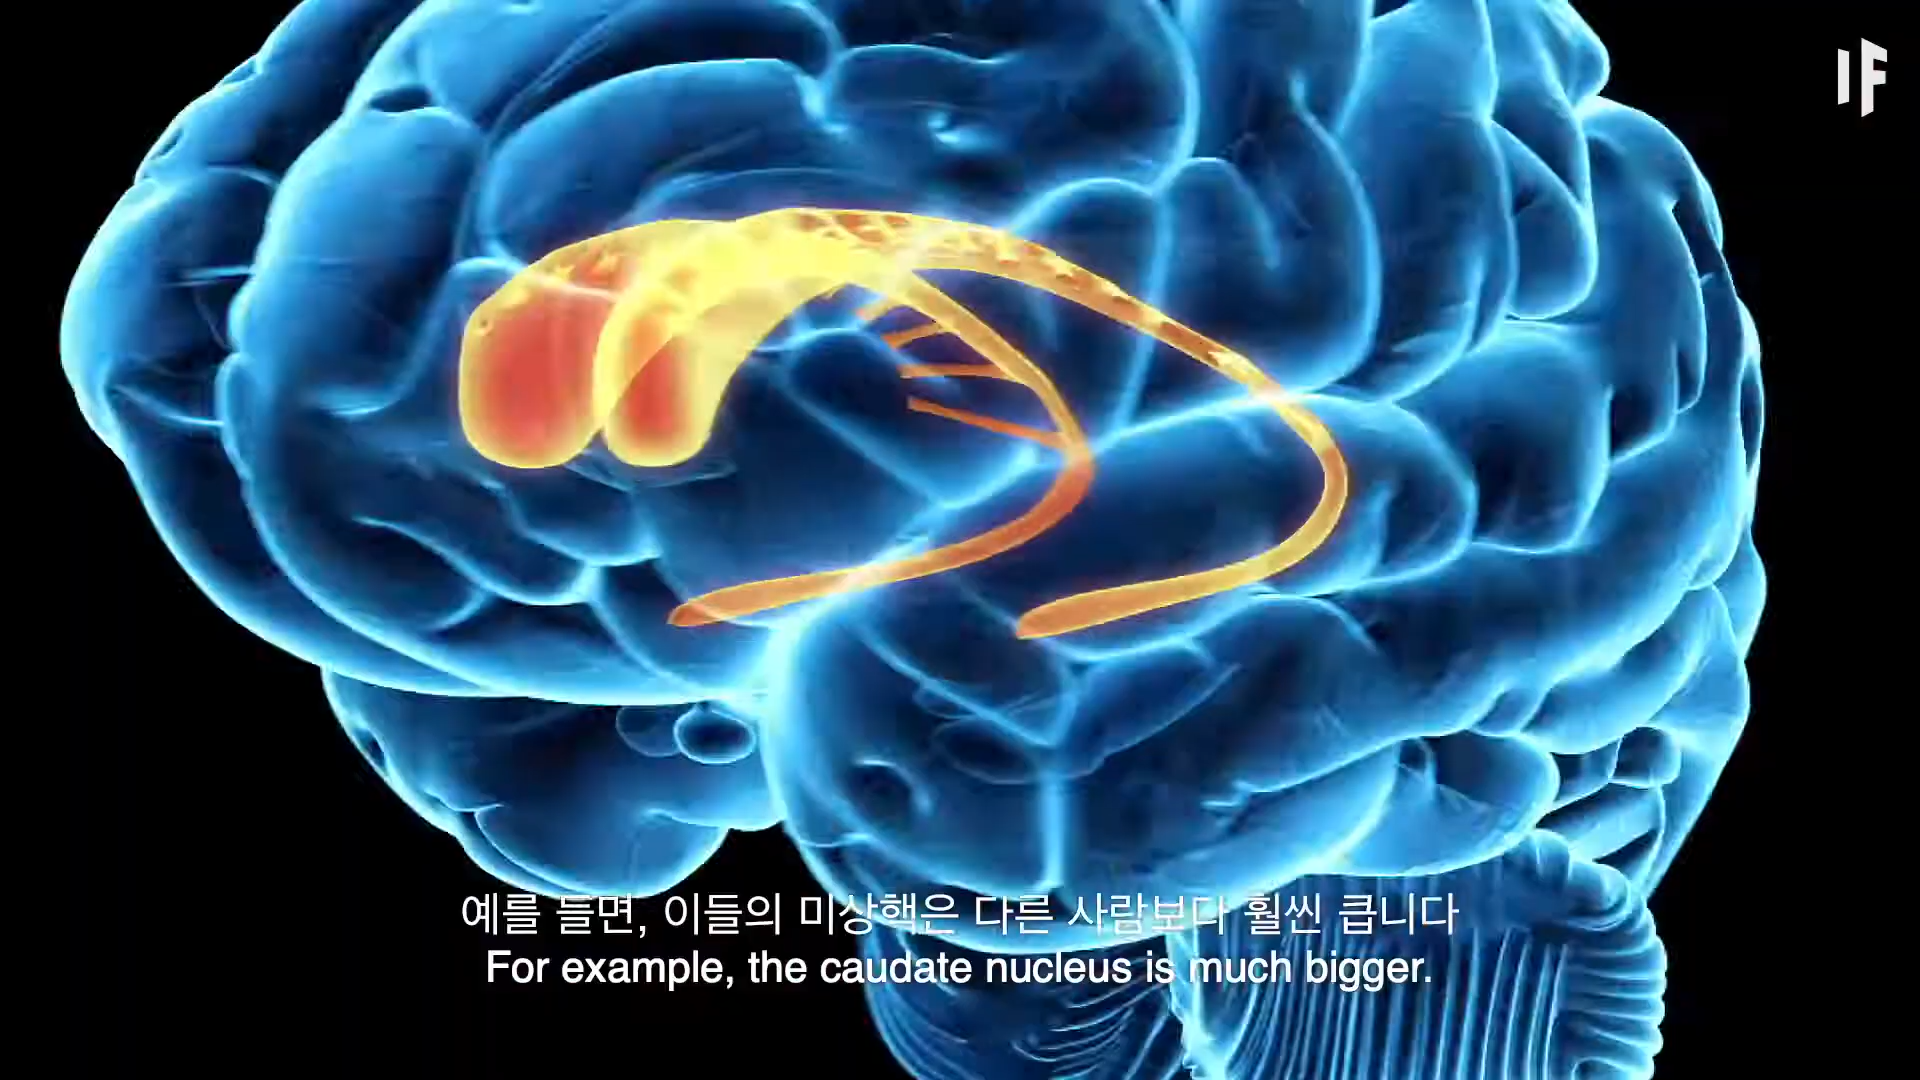 IF
예를 들면, 이들의 미상핵은 다른 사람보다 훨씬 큽니다
For example, the caudate nucleus is much bigger.